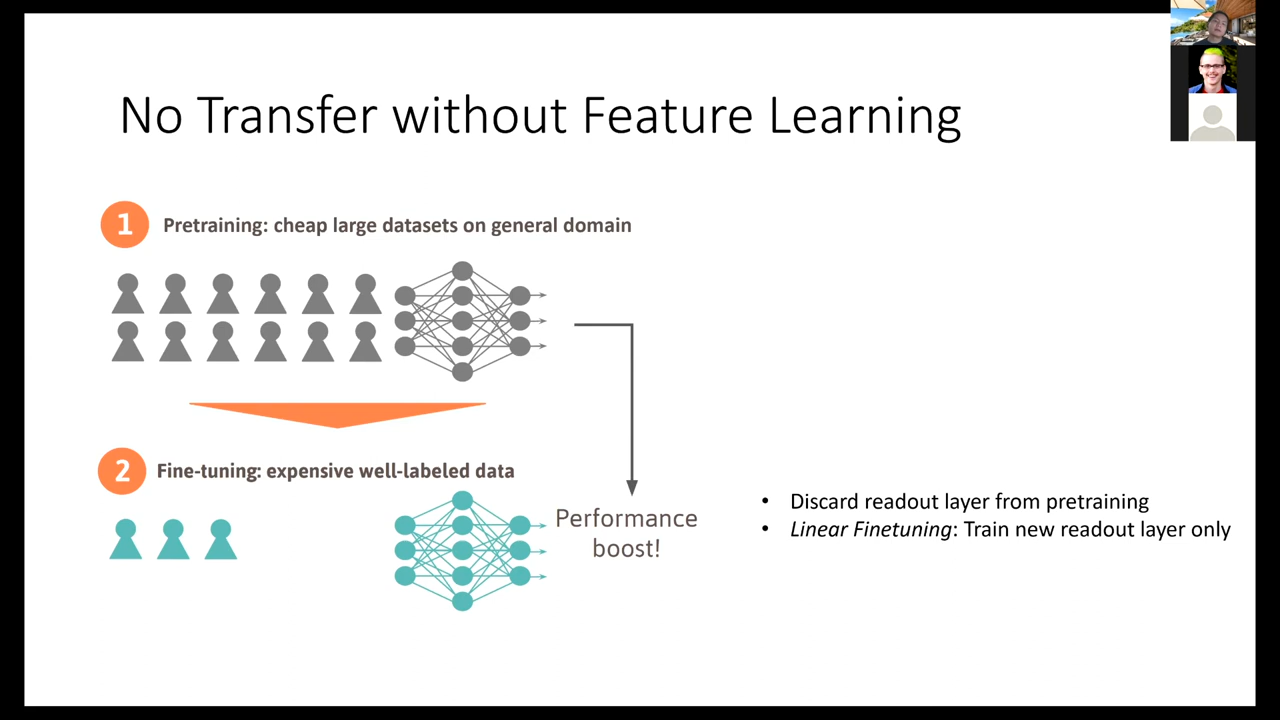 No Transfer without Feature Learning
1 Pretraining: cheap large datasets on general domain
2 Fine-tuning: expensive well-labeled data
Performance
boost!
• Discard readout layer from pretraining
• Linear Finetuning: Train new readout layer only